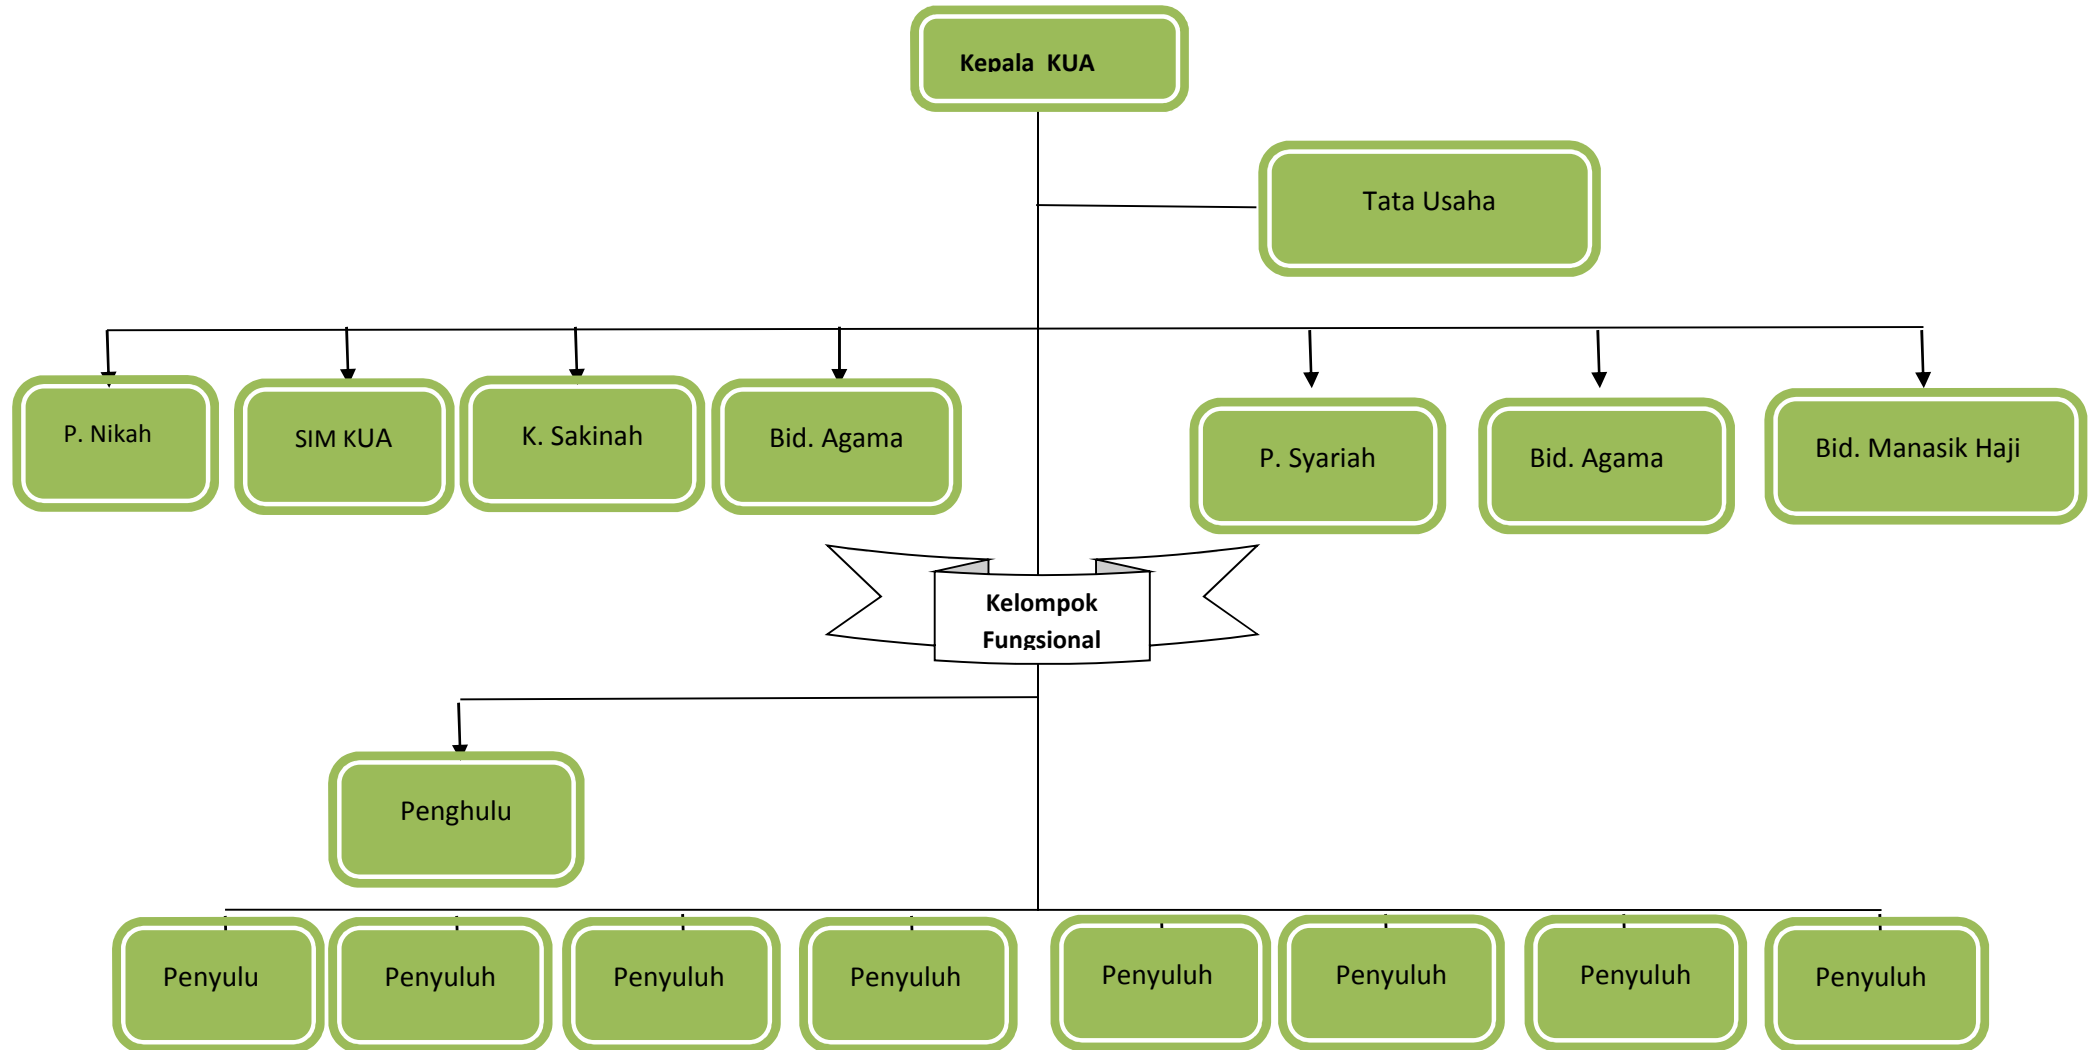 Kepala  KUA
Tata Usaha
P. Nikah
SIM KUA
K. Sakinah
Bid. Agama
P. Syariah
Bid. Agama
Bid. Manasik Haji
Kelompok
Fungsional
Penghulu
Penyulu
Penyuluh
Penyuluh
Penyuluh
Penyuluh
Penyuluh
Penyuluh
Penyuluh